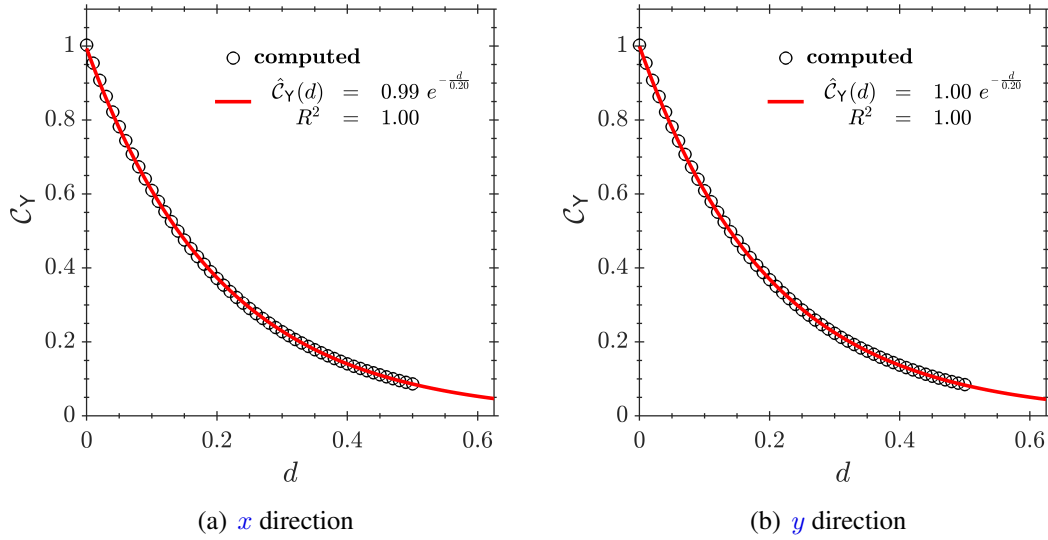 computed
Ĉ_Y(d) = 0.99 e^{-d/0.20}
R² = 1.00
C_Y
1
0.8
0.6
0.4
0.2
0
0 0.2 0.4 0.6
d
(a) x direction
computed
Ĉ_Y(d) = 1.00 e^{-d/0.20}
R² = 1.00
C_Y
1
0.8
0.6
0.4
0.2
0
0 0.2 0.4 0.6
d
(b) y direction